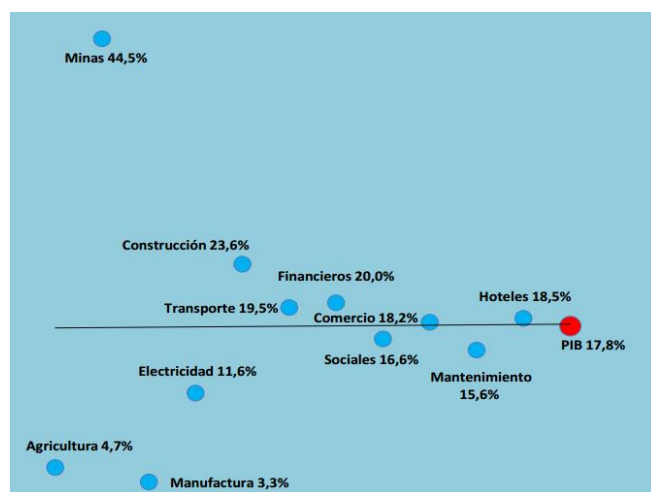 Minas 44,5%
Construcción 23,6%
Financieros 20,0%
Transporte 19,5%
Hoteles 18,5%
Comercio 18,2%
PIB 17,8%
Sociales 16,6%
Electricidad 11,6%
Mantenimiento
15,6%
Agricultura 4,7%
Manufactura 3,3%